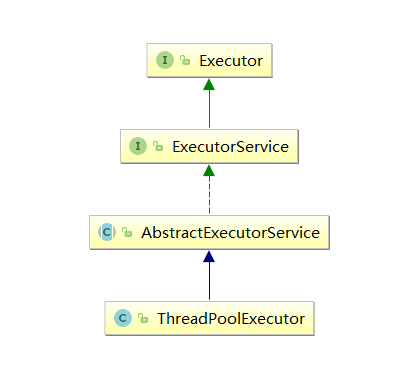 I Executor
I ExecutorService
C AbstractExecutorService
C ThreadPoolExecutor